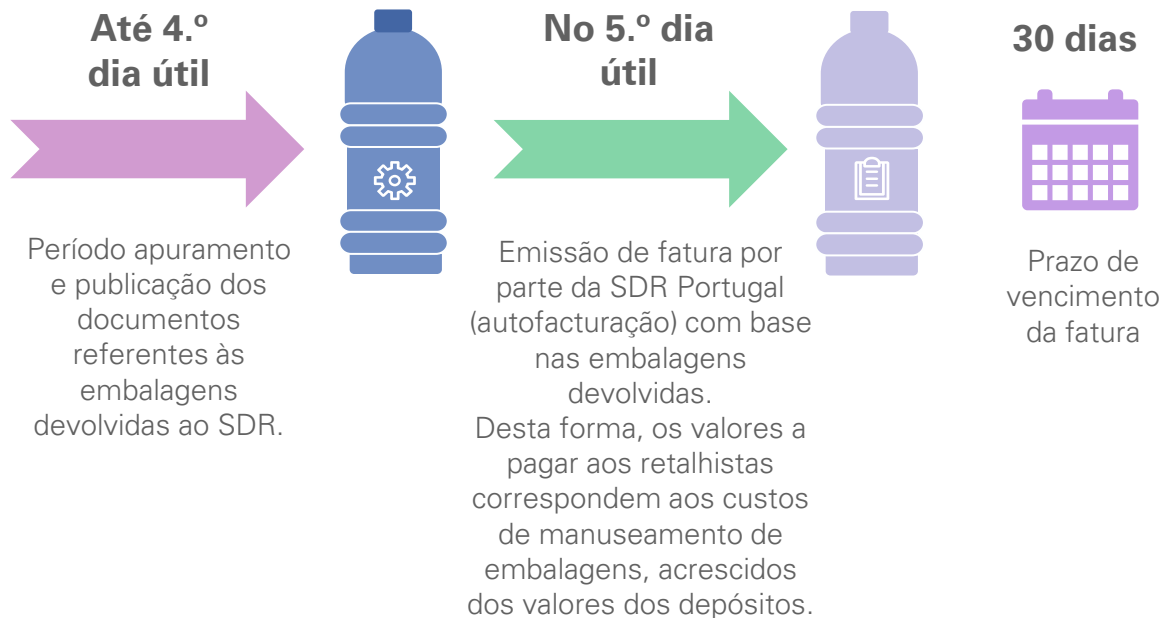 Até 4.º
dia útil
Período apuramento
e publicação dos
documentos
referentes às
embalagens
devolvidas ao SDR.
No 5.º dia
útil
Emissão de fatura por
parte da SDR Portugal
(autofacturação) com base
nas embalagens
devolvidas.
Desta forma, os valores a
pagar aos retalhistas
correspondem aos custos
de manuseamento de
embalagens, acrescidos
dos valores dos depósitos.
30 dias
Prazo de
vencimento
da fatura